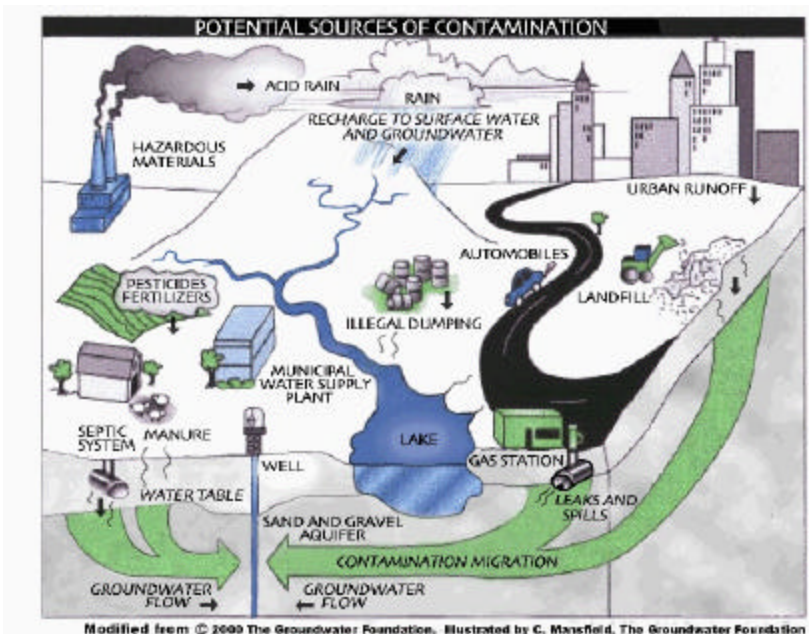 POTENTIAL SOURCES OF CONTAMINATION
ACID RAIN
RAIN
RECHARGE TO SURFACE WATER
AND GROUNDWATER
HAZARDOUS
MATERIALS
URBAN RUNOFF
AUTOMOBILES
PESTICIDES
FERTILIZERS
LANDFILL
ILLEGAL DUMPING
MUNICIPAL
WATER SUPPLY
PLANT
SEPTIC
SYSTEM
MANURE
LAKE
WELL
GAS STATION
WATER TABLE
LEAKS AND
SPILLS
SAND AND GRAVEL
AQUIFER
CONTAMINATION MIGRATION
GROUNDWATER
FLOW
GROUNDWATER
FLOW
Modified from © 2000 The Groundwater Foundation. Illustrated by C. Mansfield, The Groundwater Foundation